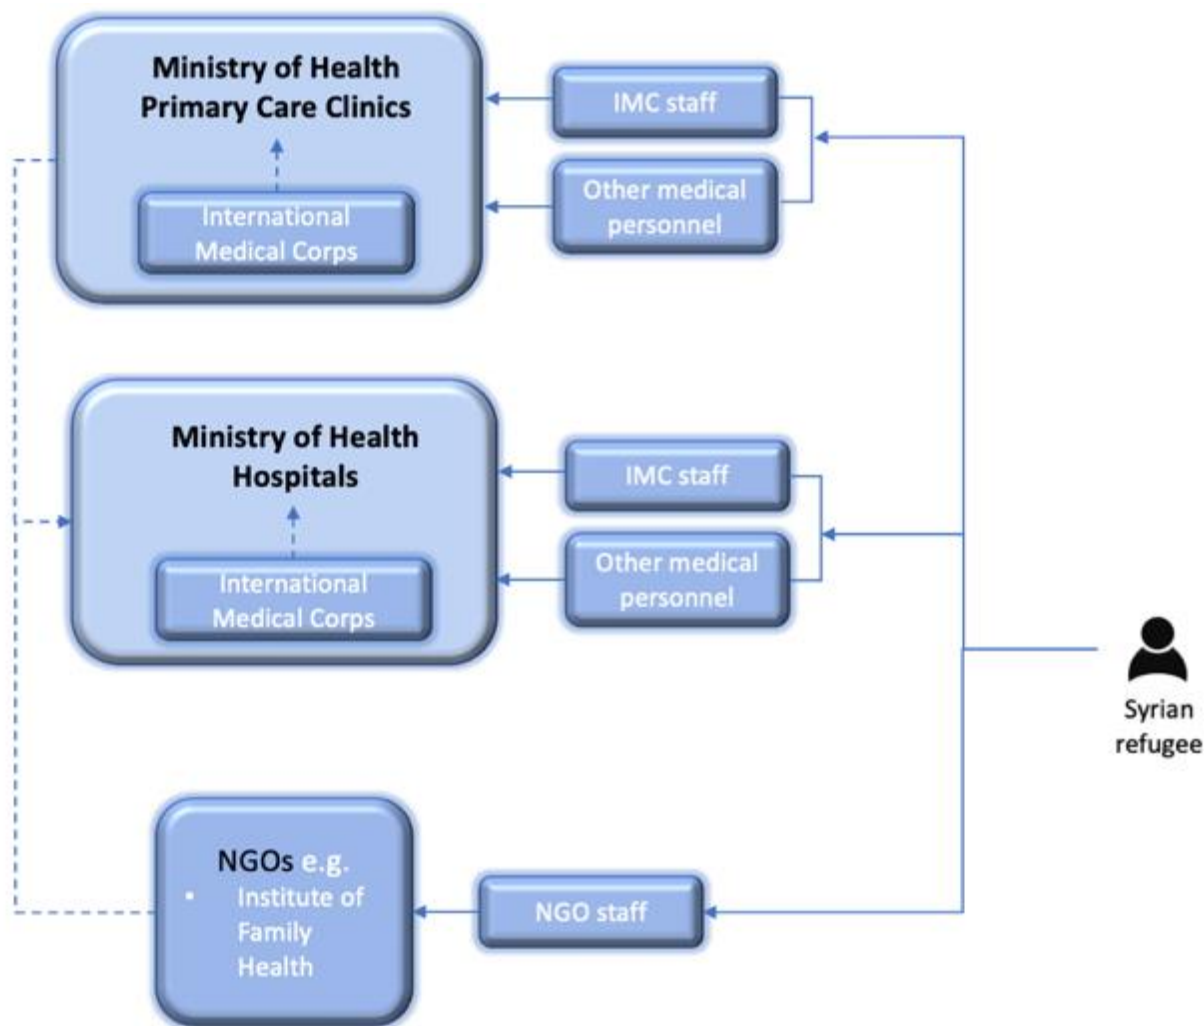 Ministry of Health
Primary Care Clinics
International
Medical Corps
IMC staff
Other medical
personnel
Ministry of Health
Hospitals
International
Medical Corps
IMC staff
Other medical
personnel
Syrian
refugee
NGOs e.g.
• Institute of
Family
Health
NGO staff